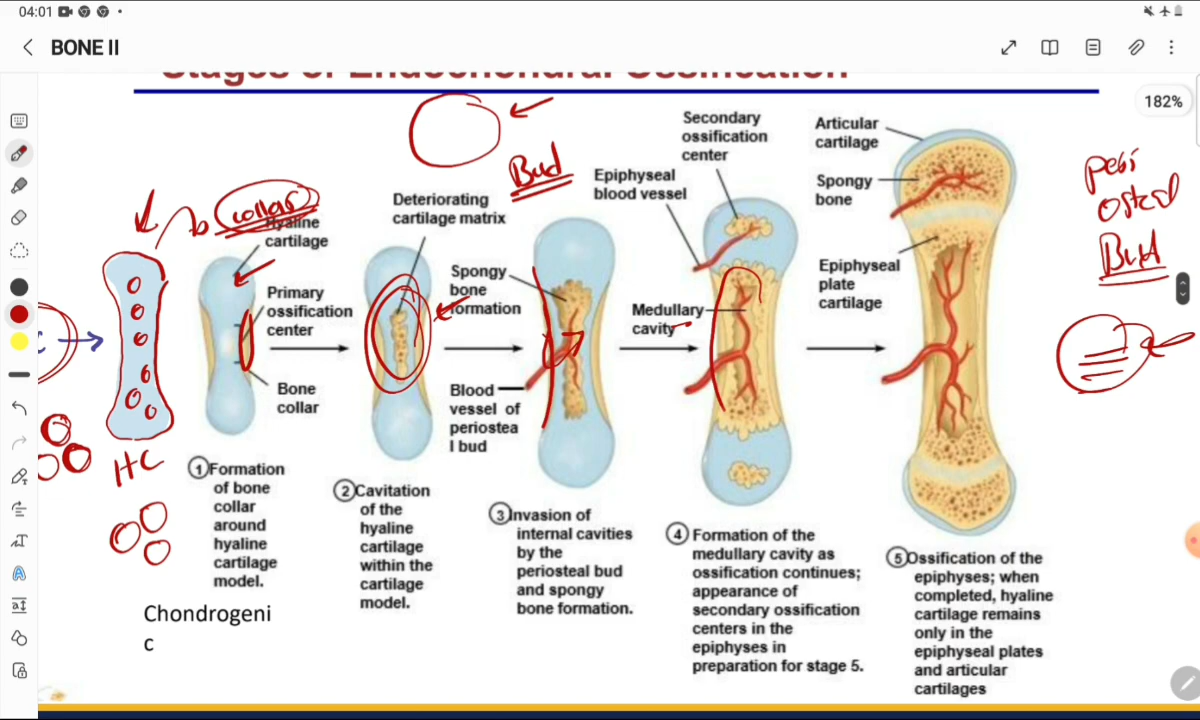 04:01
BONE II
182%
Stages of Endochondral Ossification
Bud
b collar
Hyaline
cartilage
Primary
ossification
center
Bone
collar
HC
Deteriorating
cartilage matrix
Spongy
bone
formation
Blood
vessel of
periostea
l bud
Epiphyseal
blood vessel
Secondary
ossification
center
Medullary
cavity
Articular
cartilage
Spongy
bone
Epiphyseal
plate
cartilage
peri
osteal
Bud
1 Formation
of bone
collar
around
hyaline
cartilage
model.
2 Cavitation
of the
hyaline
cartilage
within the
cartilage
model.
3 Invasion of
internal cavities
by the
periosteal bud
and spongy
bone formation.
4 Formation of the
medullary cavity as
ossification continues;
appearance of
secondary ossification
centers in the
epiphyses in
preparation for stage 5.
5 Ossification of the
epiphyses; when
completed, hyaline
cartilage remains
only in the
epiphyseal plates
and articular
cartilages
Chondrogeni
c